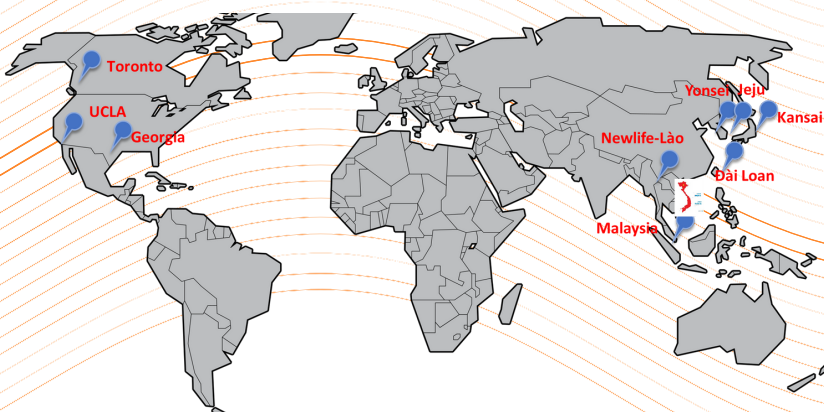 Toronto
UCLA
Georgia
Yonsei
Jeju
Kansai
Newlife-Lào
Đài Loan
Malaysia